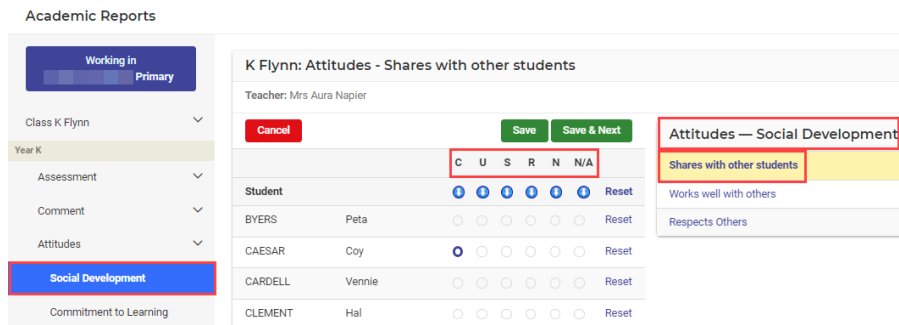 Academic Reports
Working in
Primary
Class K Flynn
Year K
Assessment
Comment
Attitudes
Social Development
Commitment to Learning
K Flynn: Attitudes - Shares with other students
Teacher: Mrs Aura Napier
Cancel Save Save & Next
C U S R N N/A
Student Reset
BYERS Peta Reset
CAESAR Coy Reset
CARDELL Vennie Reset
CLEMENT Hal Reset
Attitudes — Social Development
Shares with other students
Works well with others
Respects Others